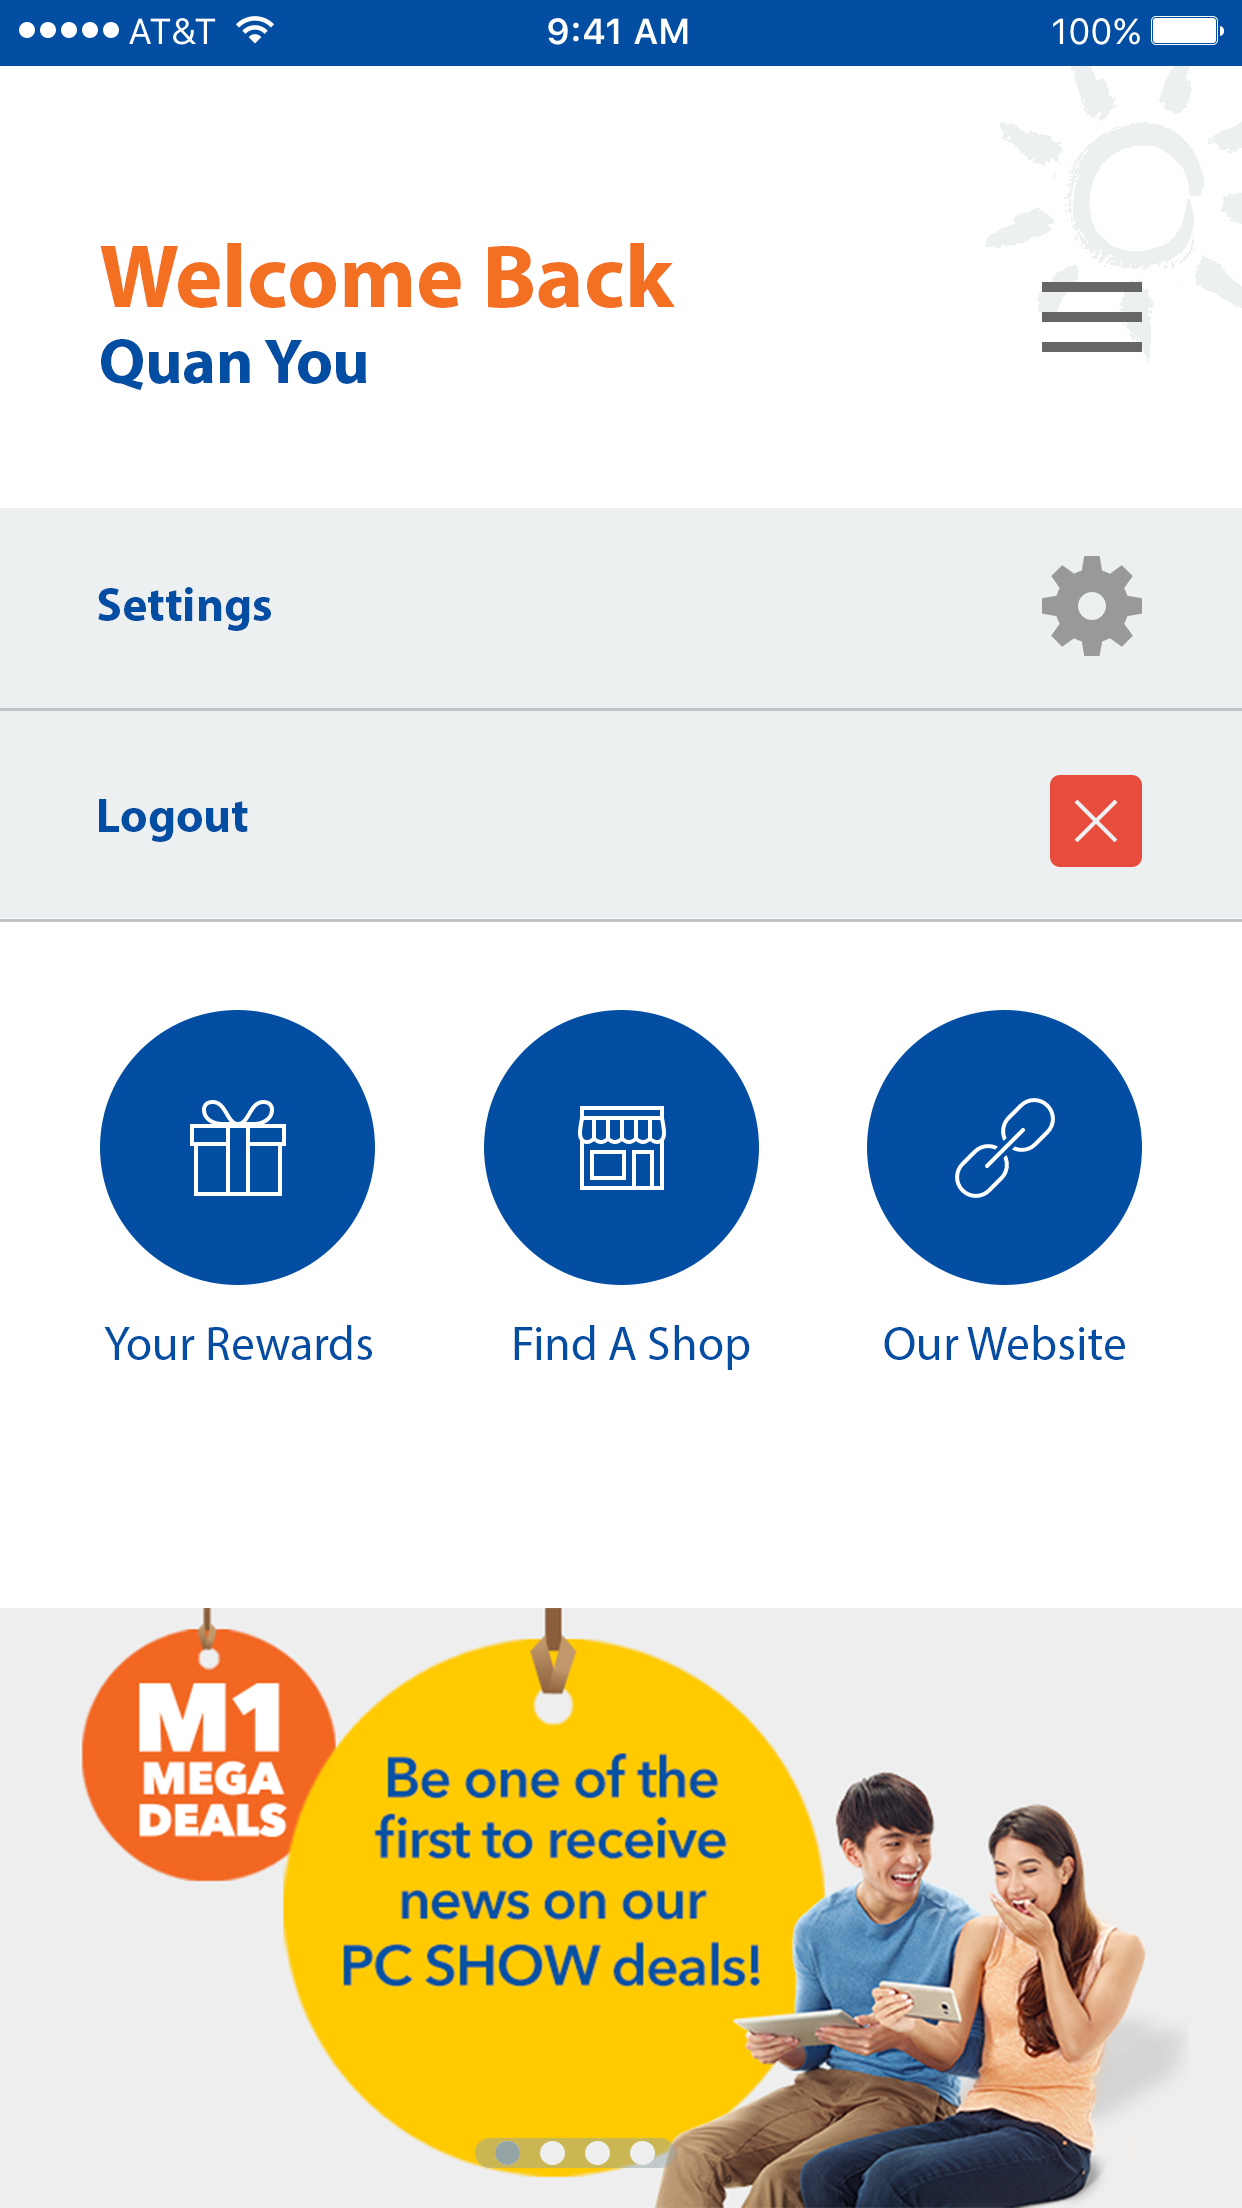 AT&T 9:41 AM 100%
Welcome Back
Quan You
Settings
Logout
Your Rewards
Find A Shop
Our Website
M1
MEGA
DEALS
Be one of the
first to receive
news on our
PC SHOW deals!